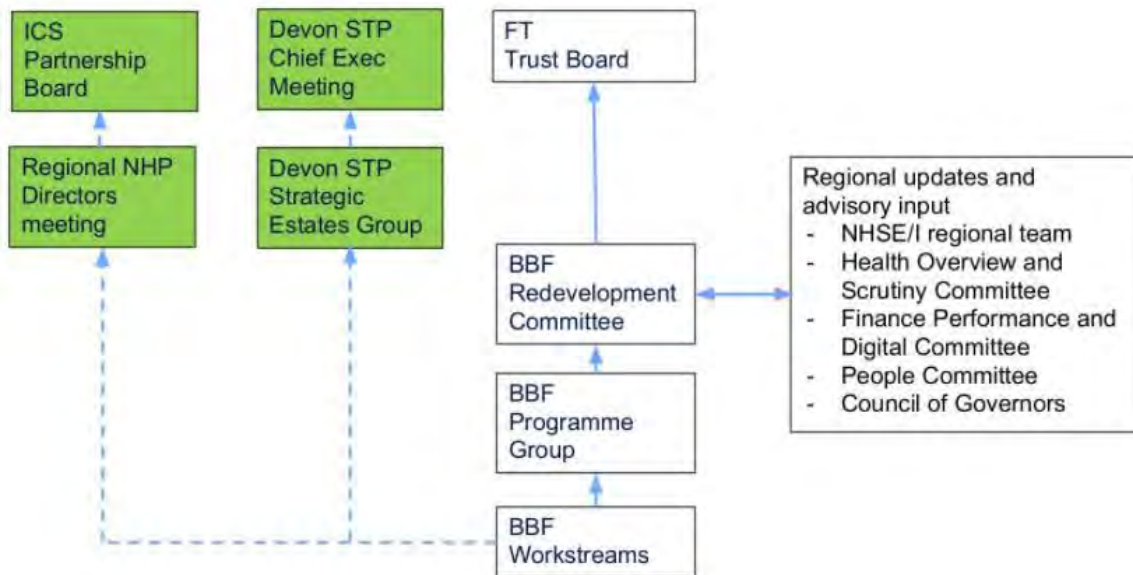 ICS
Partnership
Board
Devon STP
Chief Exec
Meeting
FT
Trust Board
Regional NHP
Directors
meeting
Devon STP
Strategic
Estates Group
Regional updates and
advisory input
- NHSE/I regional team
- Health Overview and
Scrutiny Committee
- Finance Performance and
Digital Committee
- People Committee
- Council of Governors
BBF
Redevelopment
Committee
BBF
Programme
Group
BBF
Workstreams